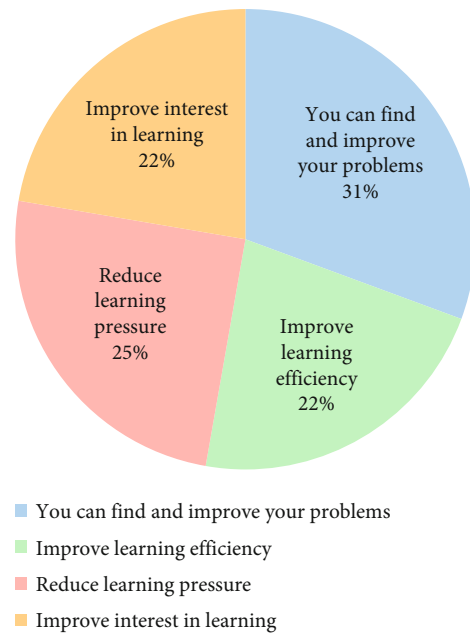 Improve interest
in learning
22%
You can find
and improve
your problems
31%
Reduce
learning
pressure
25%
Improve
learning
efficiency
22%
You can find and improve your problems
Improve learning efficiency
Reduce learning pressure
Improve interest in learning